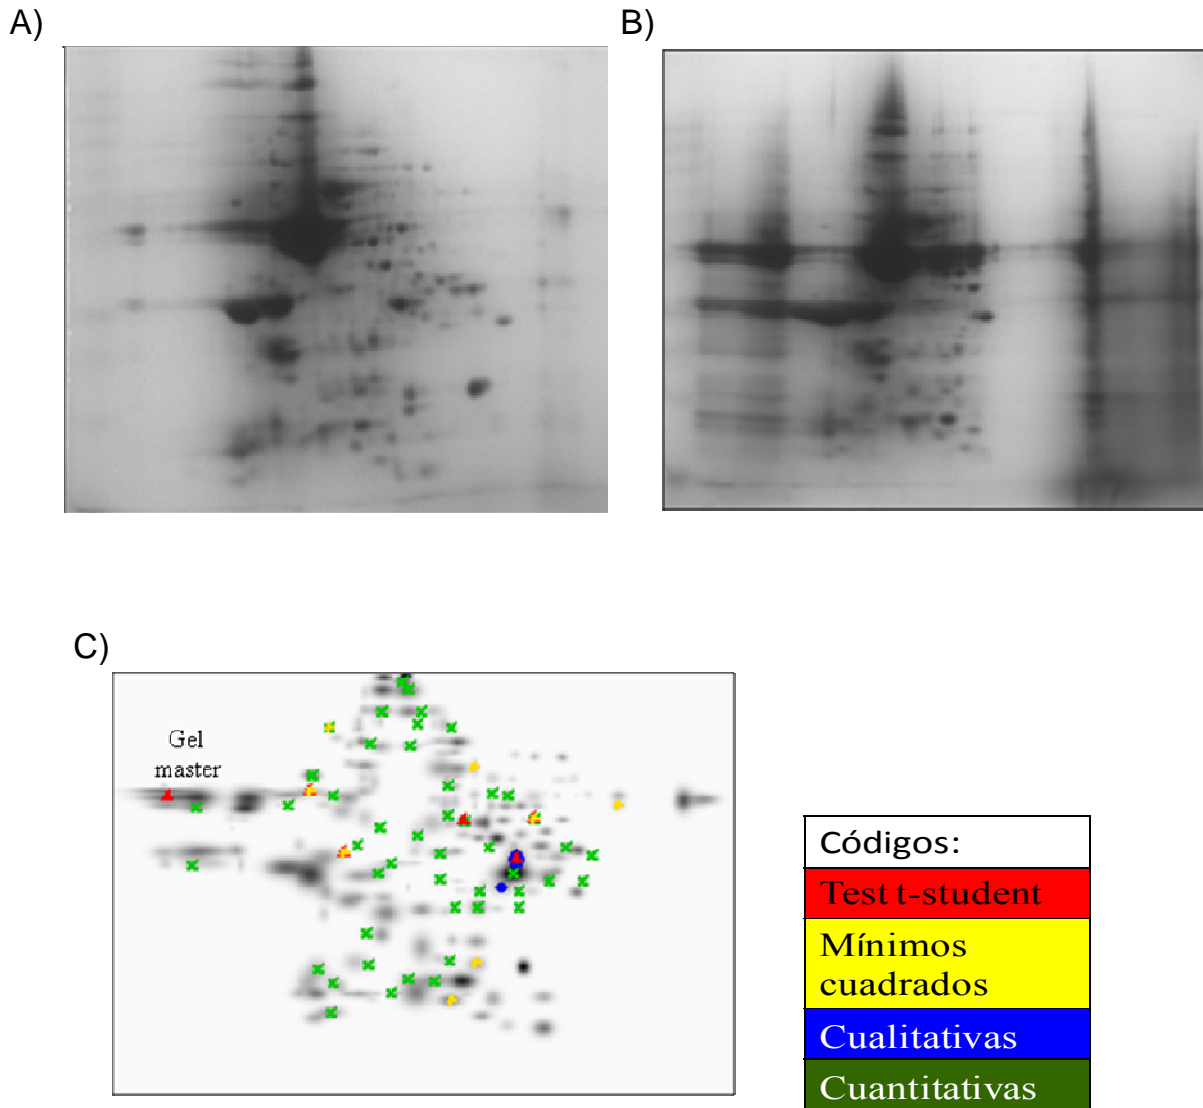 A)
B)
C)
Gel
master
Códigos:
Test t-student
Mínimos
cuadrados
Cualitativas
Cuantitativas